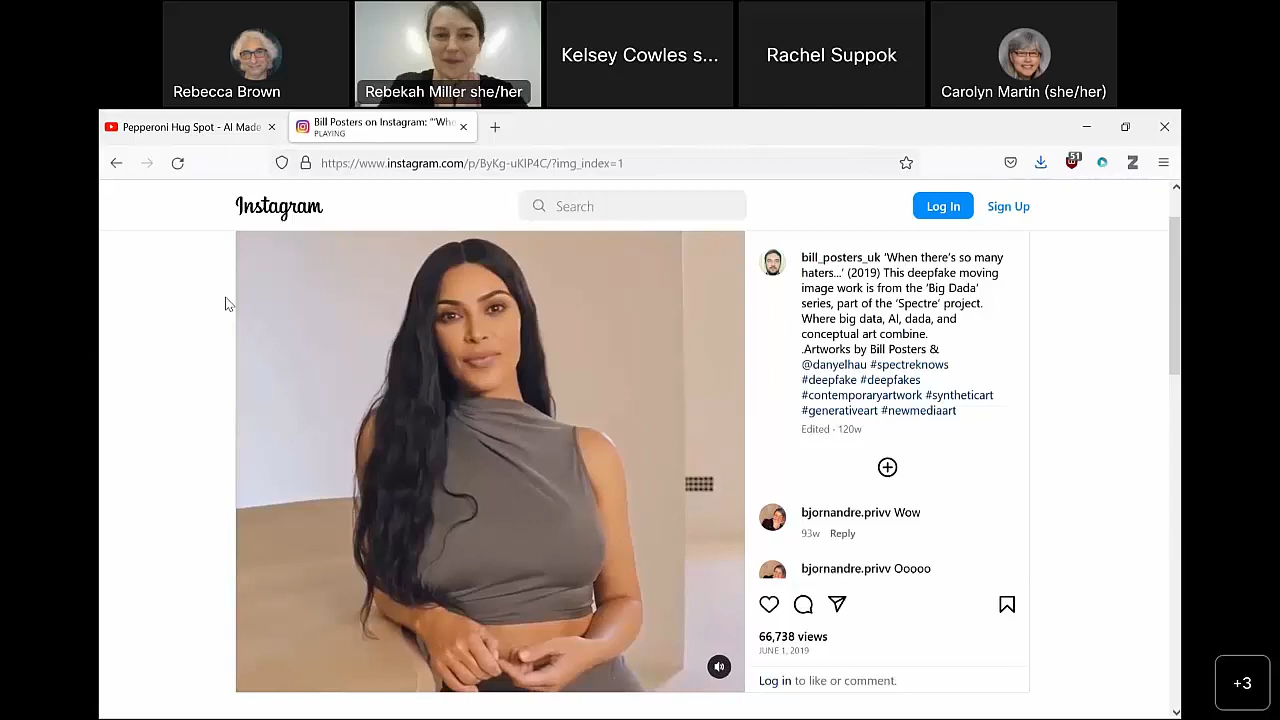 Kelsey Cowles s...
Rachel Suppok
Rebecca Brown
Rebekah Miller she/her
Carolyn Martin (she/her)
Pepperoni Hug Spot - AI Made
Bill Posters on Instagram: "'Whe
PLAYING
https://www.instagram.com/p/ByKg-uKlP4C/?img_index=1
51
Instagram
Search
Log In
Sign Up
bill_posters_uk 'When there's so many
haters...' (2019) This deepfake moving
image work is from the 'Big Dada'
series, part of the 'Spectre' project.
Where big data, AI, dada, and
conceptual art combine.
.Artworks by Bill Posters &
@danyelhau #spectreknows
#deepfake #deepfakes
#contemporaryartwork #syntheticart
#generativeart #newmediaart
Edited · 120w
bjornandre.privv Wow
93w Reply
bjornandre.privv Ooooo
66,738 views
JUNE 1, 2019
Log in to like or comment.
+3